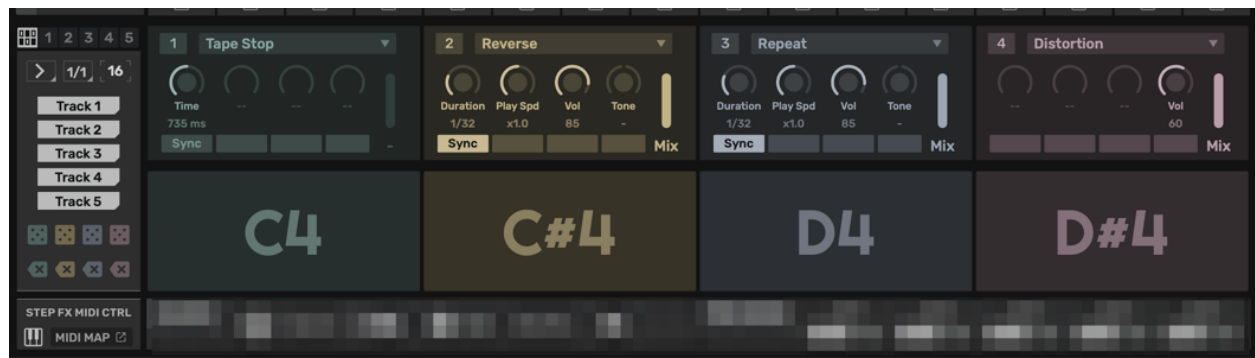 1 2 3 4 5
1/1 16
Track 1
Track 2
Track 3
Track 4
Track 5
1 Tape Stop
Time -- -- --
735 ms
Sync -
2 Reverse
Duration Play Spd Vol Tone
1/32 x1.0 85 -
Sync Mix
3 Repeat
Duration Play Spd Vol Tone
1/32 x1.0 85 -
Sync Mix
4 Distortion
-- -- -- Vol
60
Mix
C4 C#4 D4 D#4
STEP FX MIDI CTRL
MIDI MAP